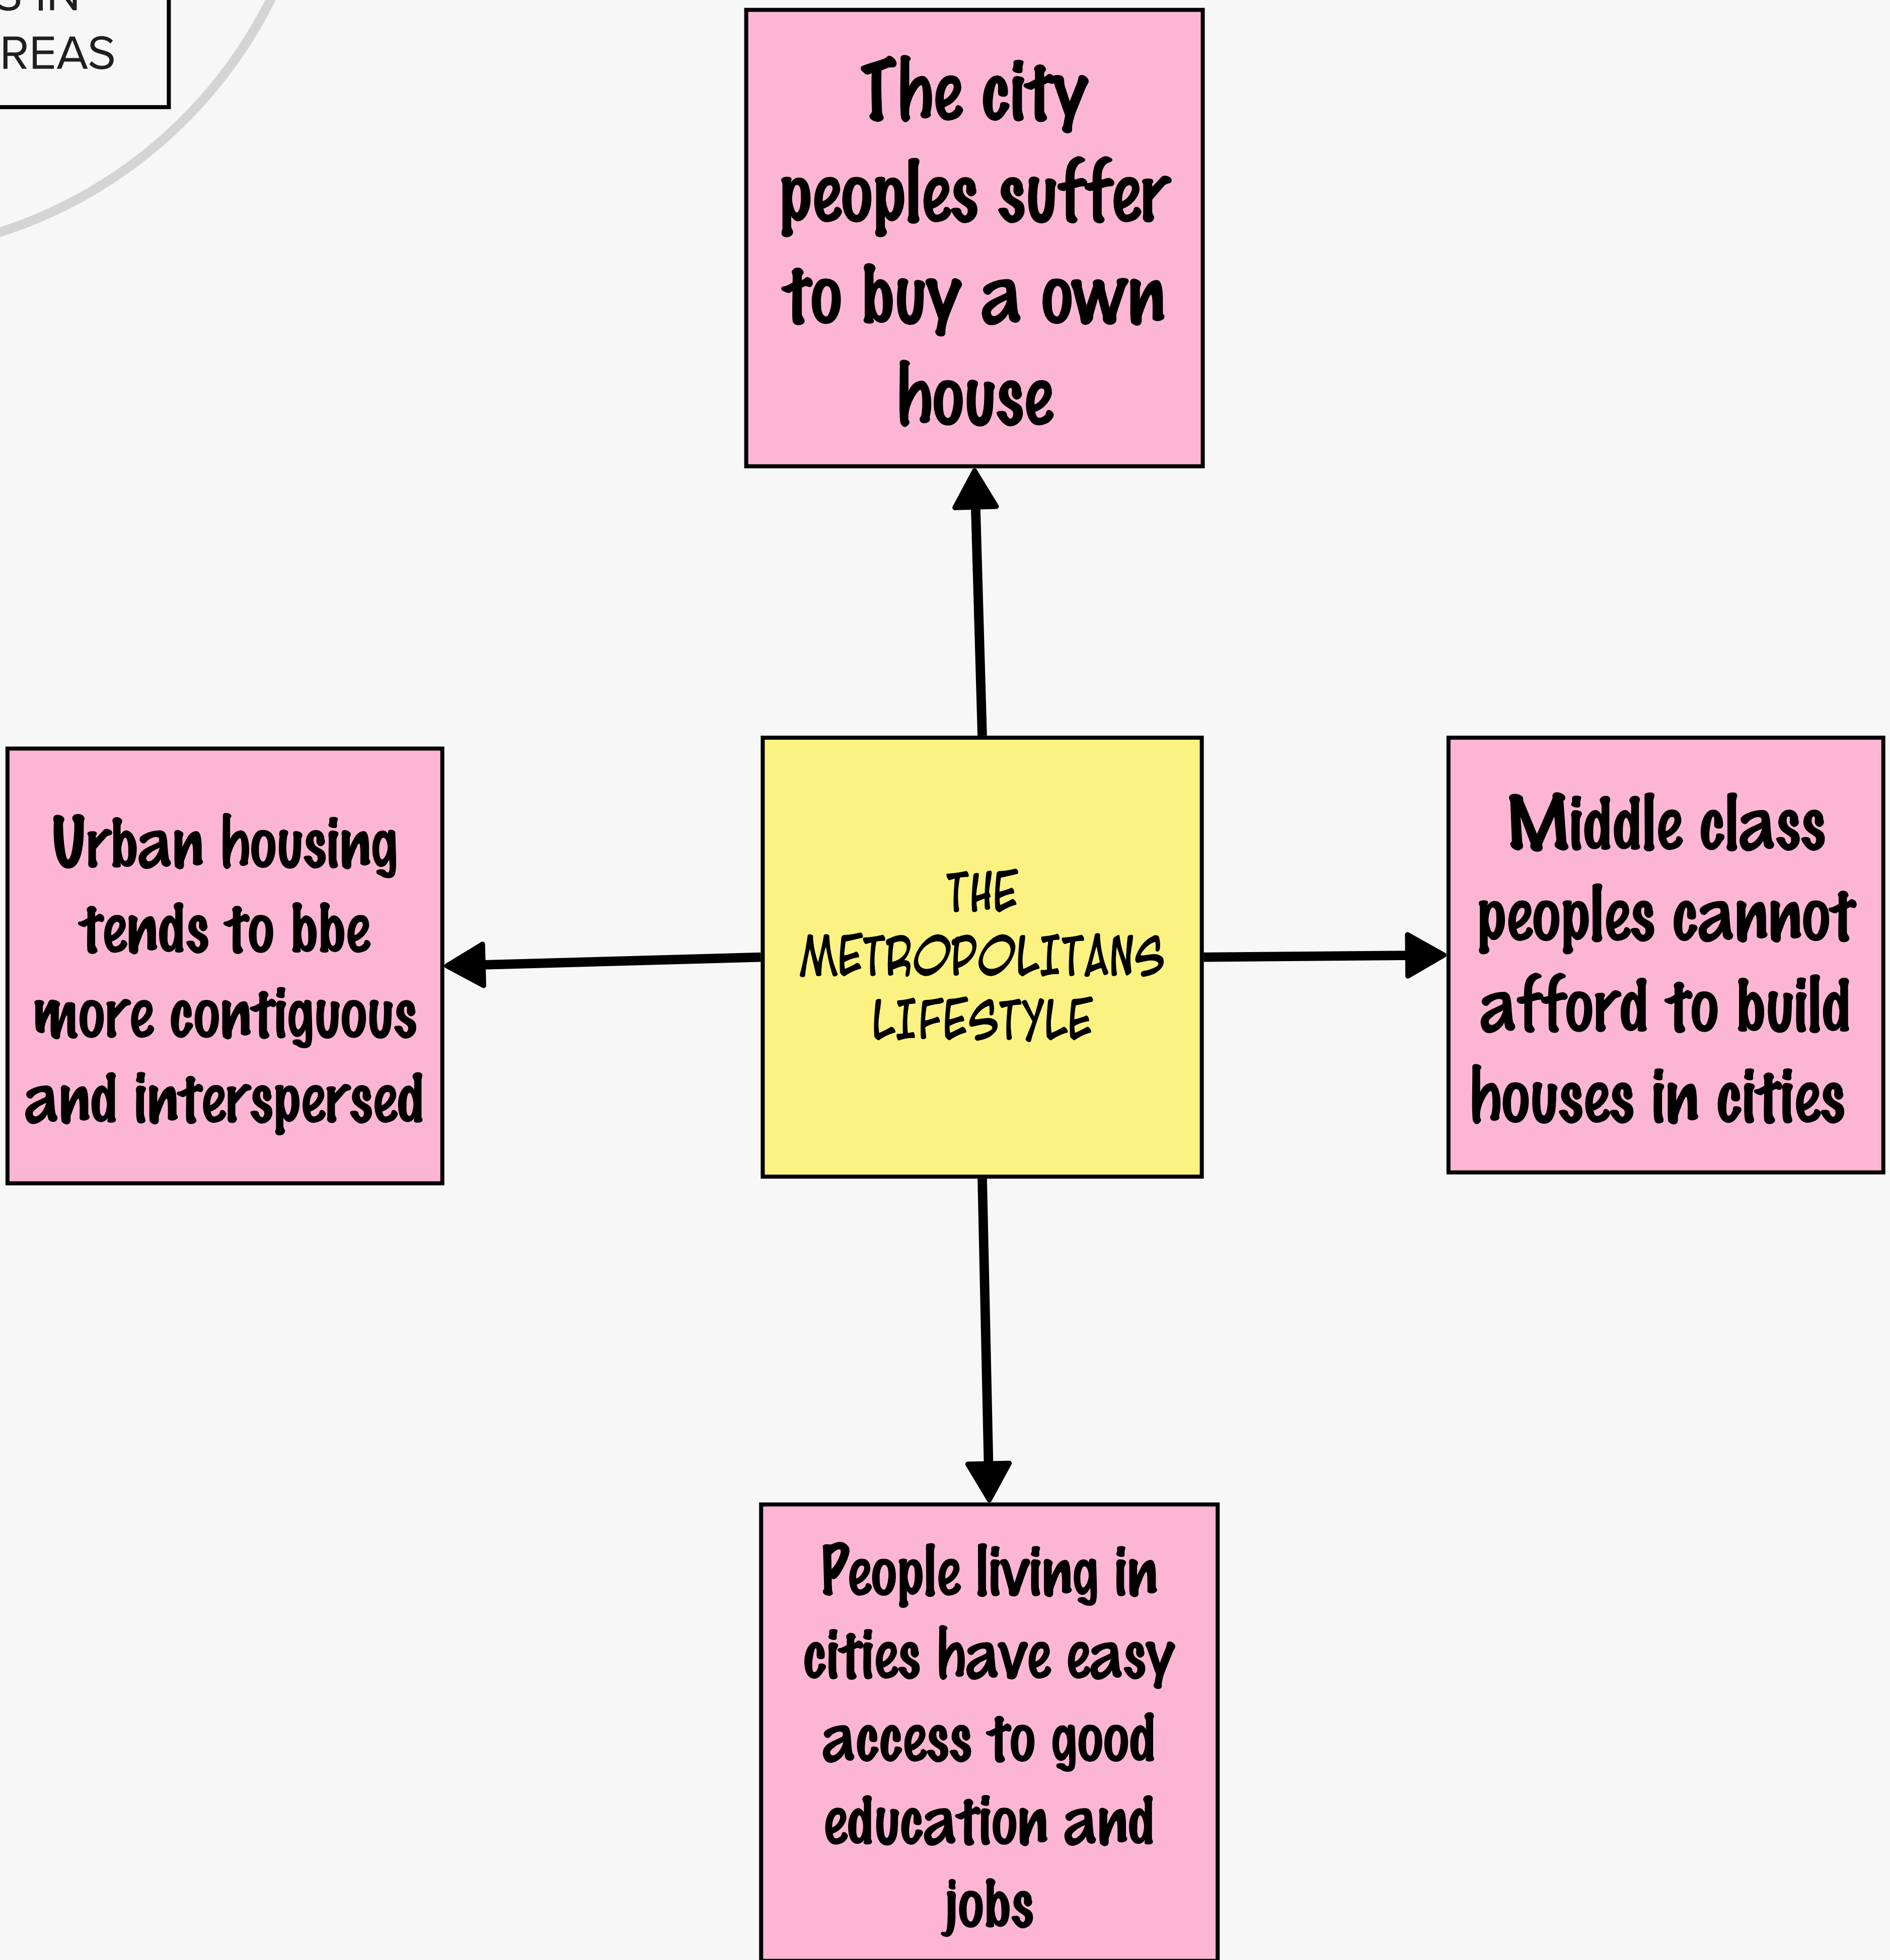 REAS
The city
peoples suffer
to buy a own
house
Urban housing
tends to bbe
more contiguous
and interspersed
THE
METROPOLITANS
LIFESTYLE
Middle class
peoples cannot
afford to build
houses in cities
People living in
cities have easy
access to good
education and
jobs